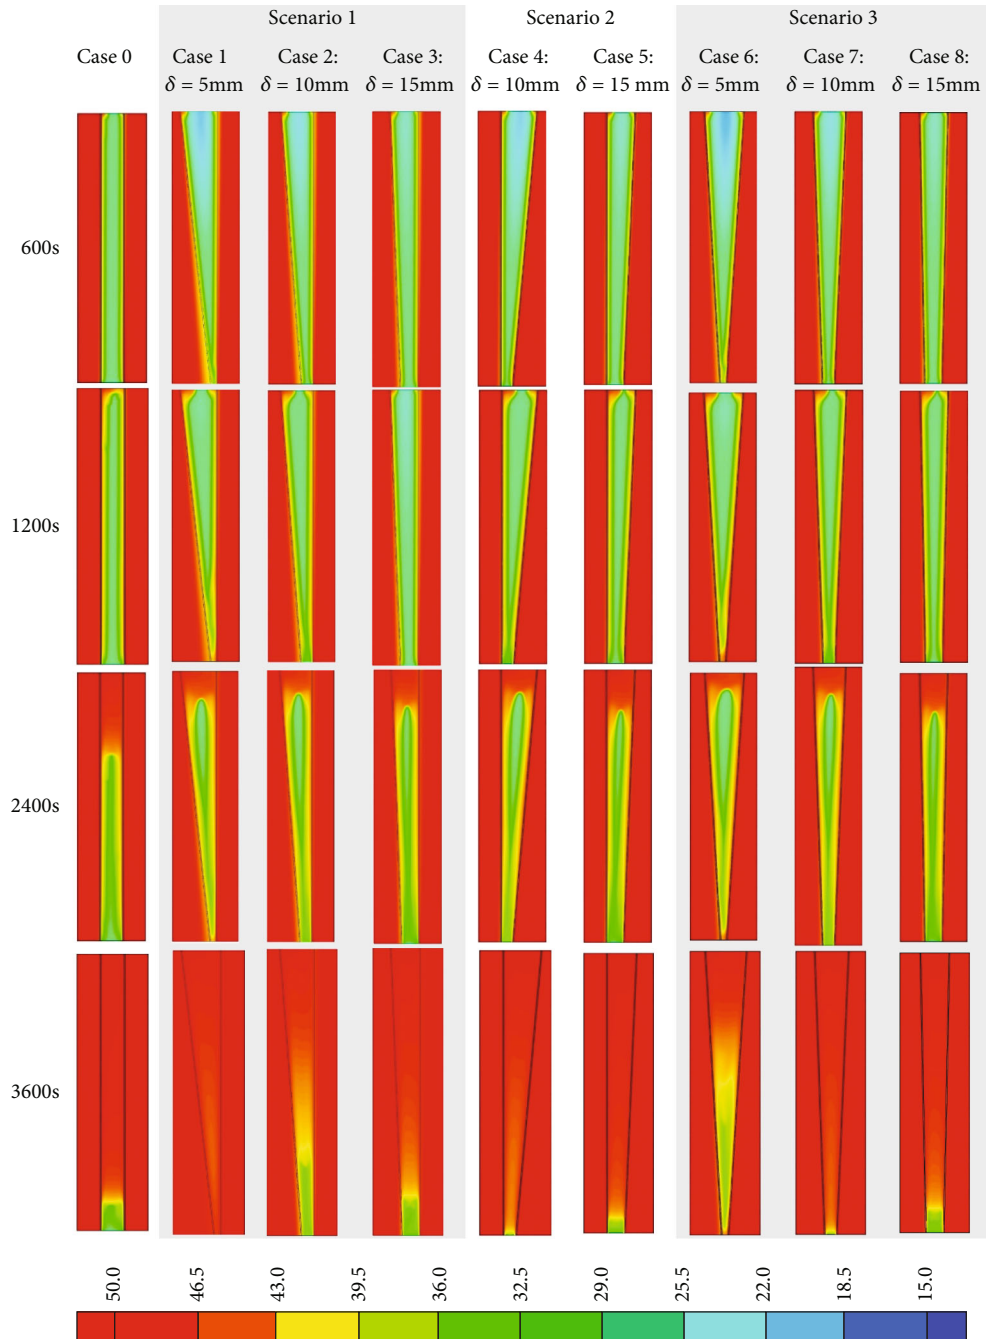 Scenario 1 Scenario 2 Scenario 3
Case 0 Case 1 Case 2: Case 3: Case 4: Case 5: Case 6: Case 7: Case 8:
δ = 5mm δ = 10mm δ = 15mm δ = 10mm δ = 15 mm δ = 5mm δ = 10mm δ = 15mm
600s
1200s
2400s
3600s
50.0 46.5 43.0 39.5 36.0 32.5 29.0 25.5 22.0 18.5 15.0